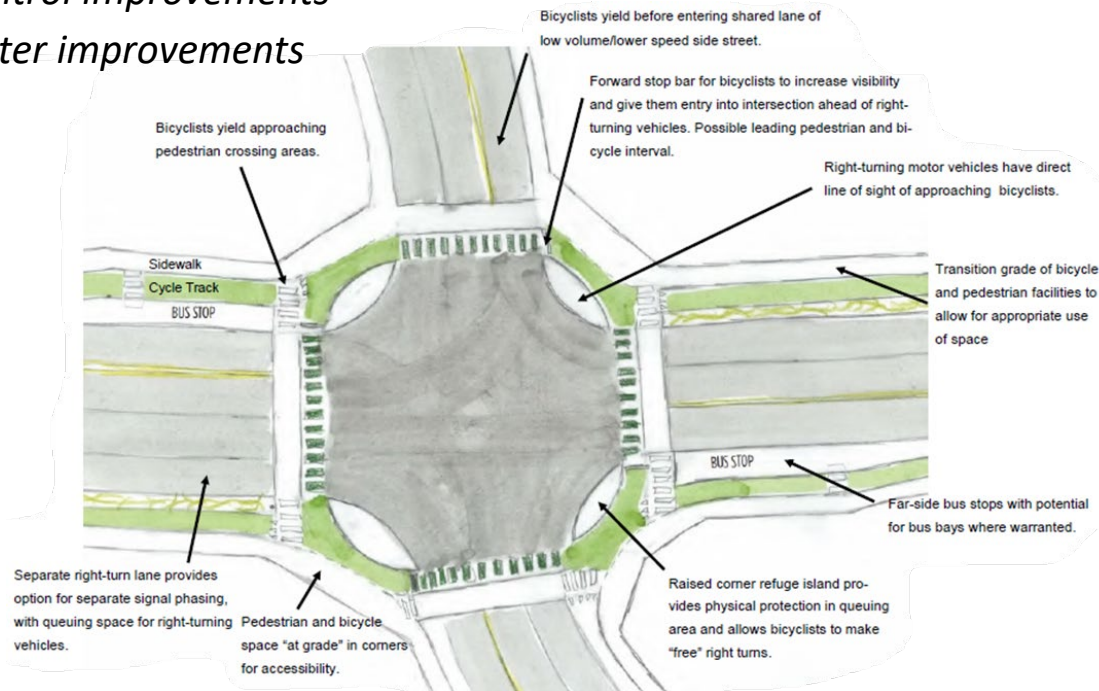 ntrol improvements
ter improvements
Bicyclists yield before entering shared lane of
low volume/lower speed side street.
Forward stop bar for bicyclists to increase visibility
and give them entry into intersection ahead of right-
turning vehicles. Possible leading pedestrian and bi-
cycle interval.
Bicyclists yield approaching
pedestrian crossing areas.
Right-turning motor vehicles have direct
line of sight of approaching bicyclists.
Sidewalk
Cycle Track
BUS STOP
Transition grade of bicycle
and pedestrian facilities to
allow for appropriate use
of space
BUS STOP
Far-side bus stops with potential
for bus bays where warranted.
Separate right-turn lane provides
option for separate signal phasing,
with queuing space for right-turning
vehicles.
Pedestrian and bicycle
space "at grade" in corners
for accessibility.
Raised corner refuge island pro-
vides physical protection in queuing
area and allows bicyclists to make
"free" right turns.